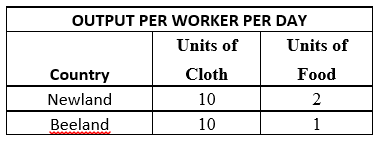 OUTPUT PER WORKER PER DAY
Country Units of Cloth Units of Food
Newland 10 2
Beeland 10 1